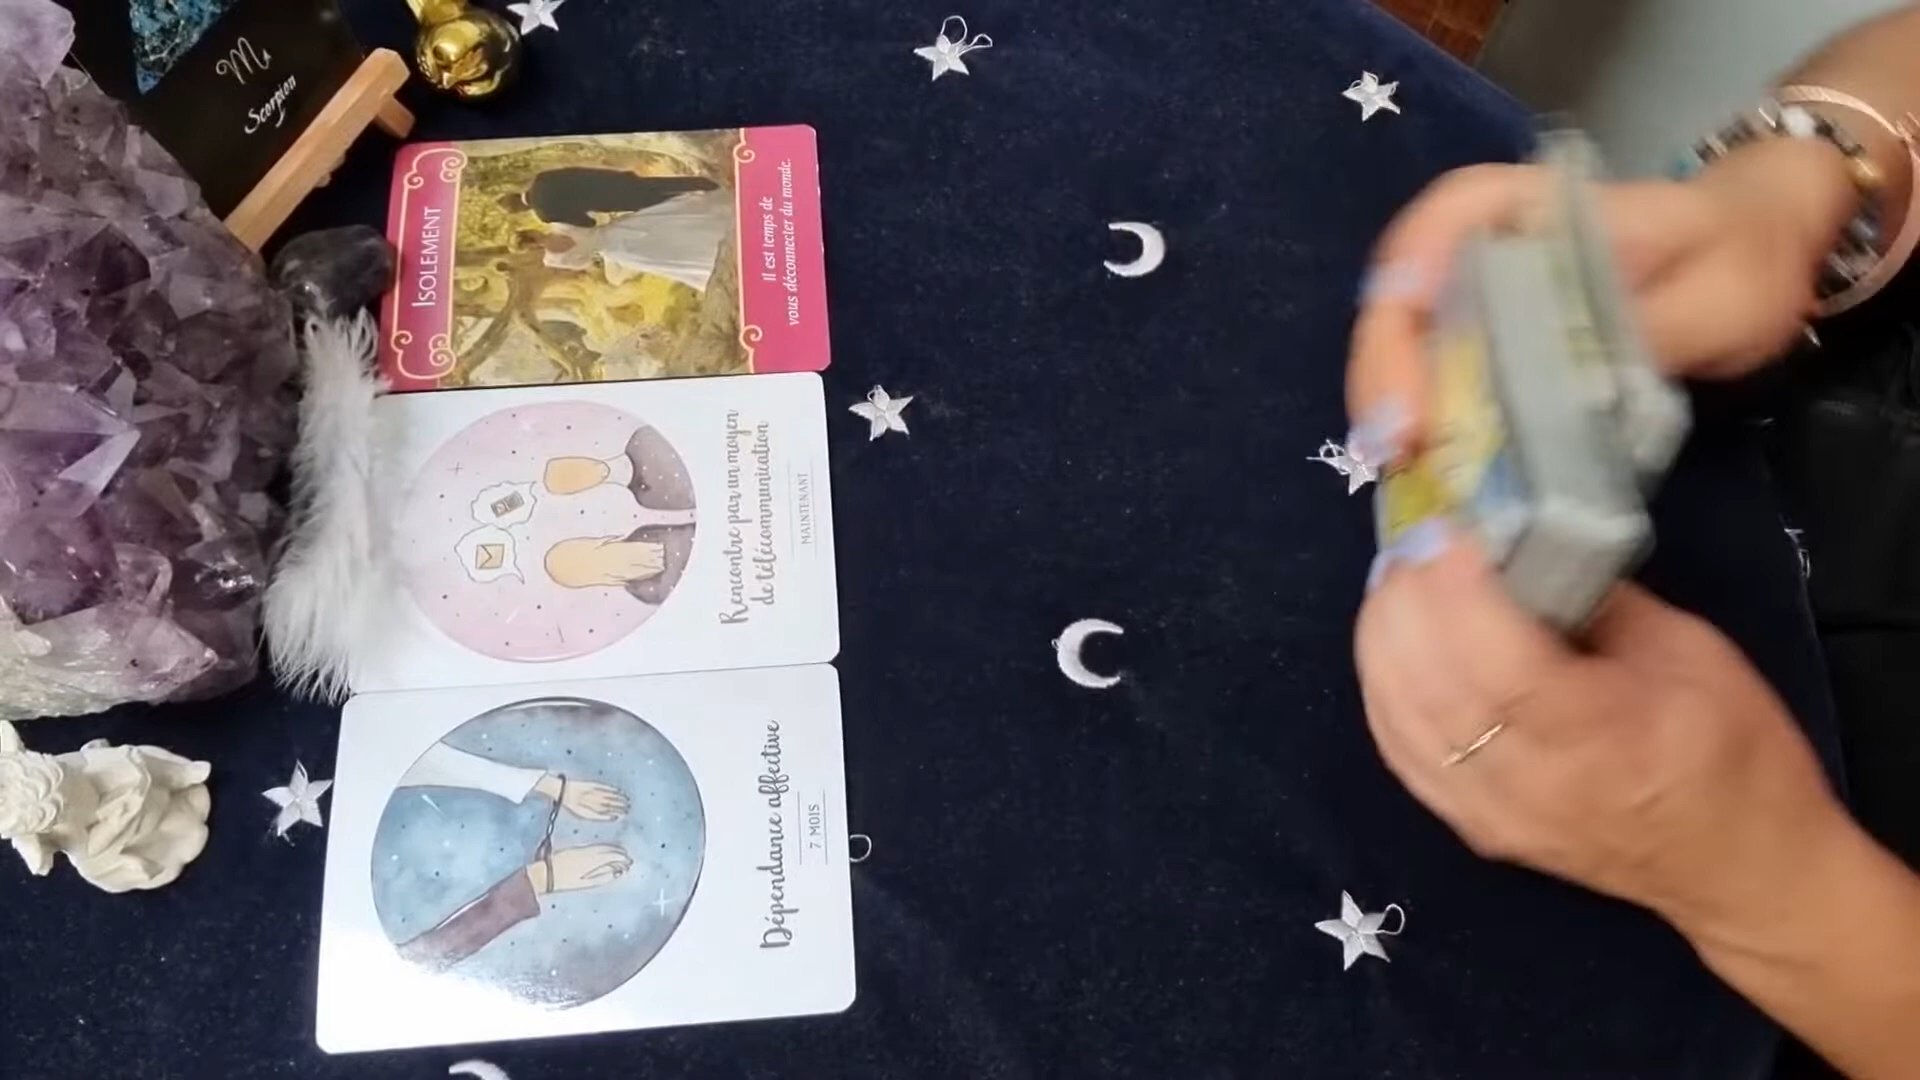 ♏
Scorpion
ISOLEMENT
Il est temps de
vous déconnecter du monde.
Rencontre par un moyen
de télécommunication
MAINTENANT
Dépendance affective
7 MOIS